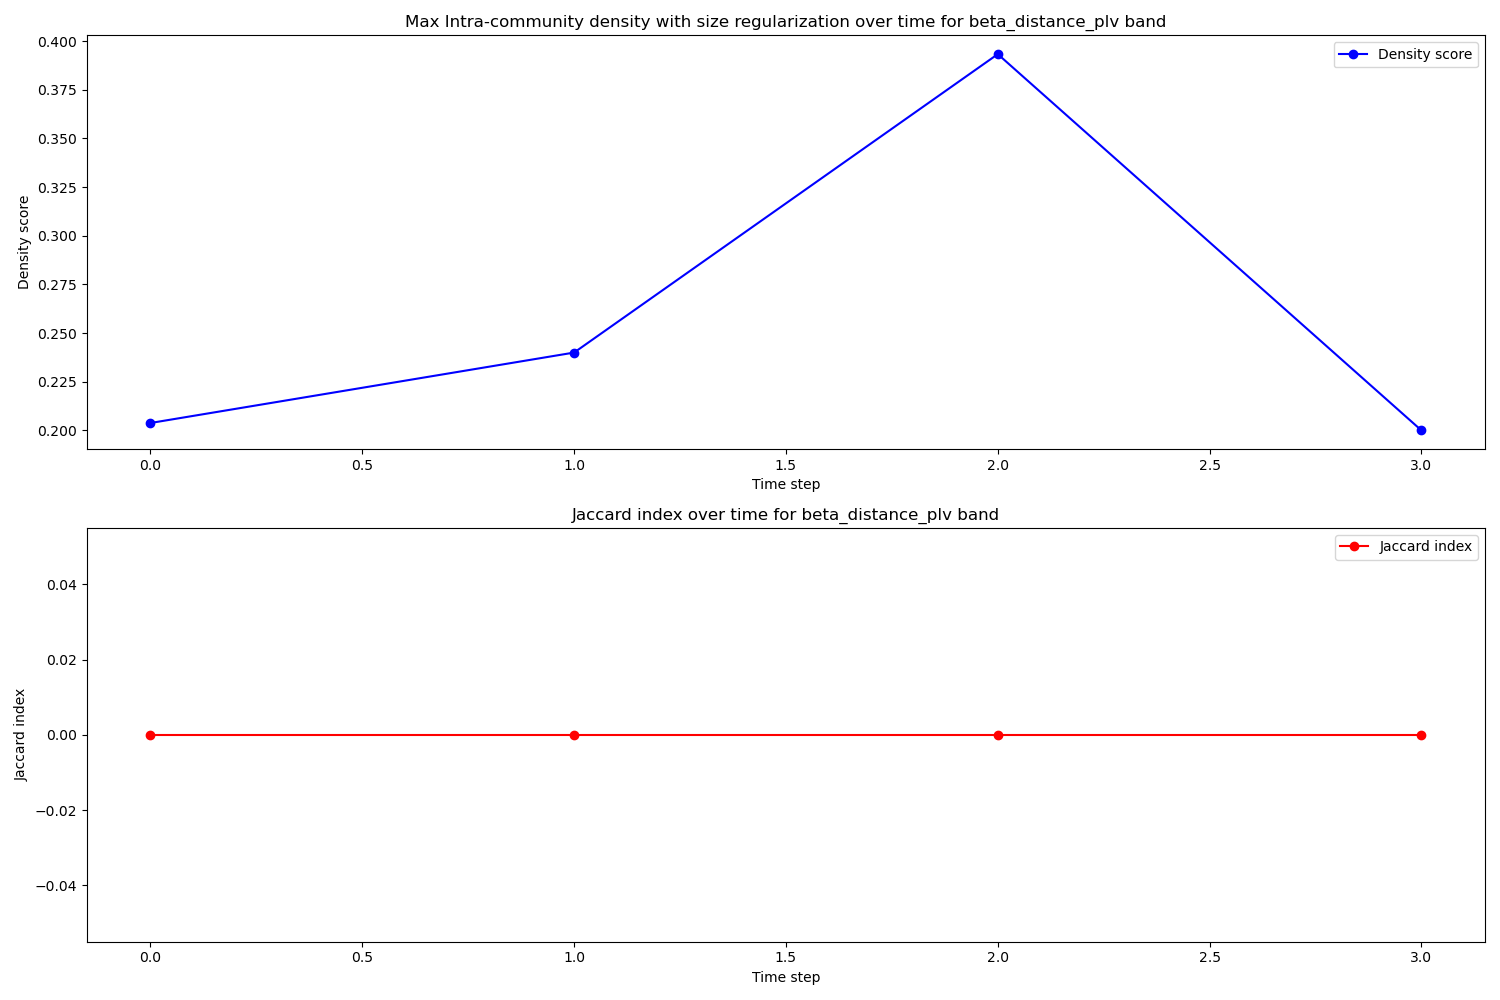 Max Intra-community density with size regularization over time for beta_distance_plv band
0.400
0.375
0.350
0.325
0.300
0.275
0.250
0.225
0.200
Density score
Density score
0.0 0.5 1.0 1.5 2.0 2.5 3.0
Time step
Jaccard index over time for beta_distance_plv band
0.04
0.02
0.00
−0.02
−0.04
Jaccard index
Jaccard index
0.0 0.5 1.0 1.5 2.0 2.5 3.0
Time step